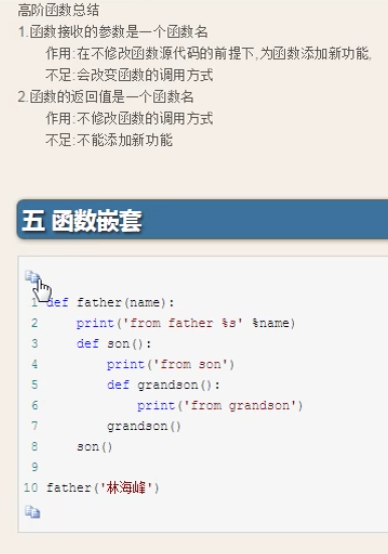 高阶函数总结
1.函数接收的参数是一个函数名
作用:在不修改函数源代码的前提下,为函数添加新功能,
不足:会改变函数的调用方式
2.函数的返回值是一个函数名
作用:不修改函数的调用方式
不足:不能添加新功能
五 函数嵌套
1 def father(name):
2     print('from father %s' %name)
3     def son():
4         print('from son')
5         def grandson():
6             print('from grandson')
7         grandson()
8     son()
9
10 father('林海峰')